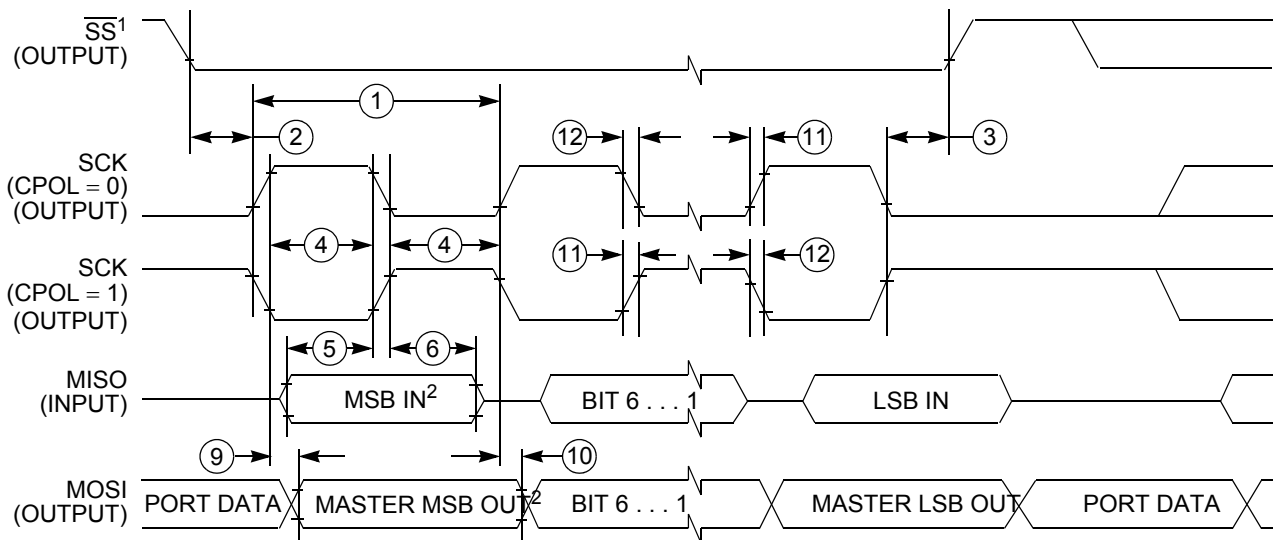 SS¹
(OUTPUT)
1
2
12
11
3
SCK
(CPOL = 0)
(OUTPUT)
4
4
11
12
SCK
(CPOL = 1)
(OUTPUT)
5
6
MISO
(INPUT)
MSB IN²
BIT 6 . . . 1
LSB IN
9
10
MOSI
(OUTPUT)
PORT DATA
MASTER MSB OUT²
BIT 6 . . . 1
MASTER LSB OUT
PORT DATA